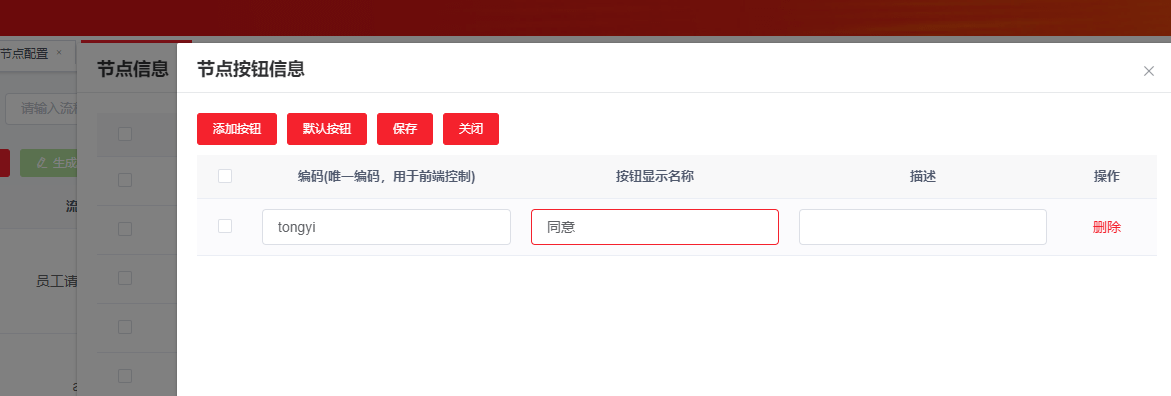 节点配置 ×
节点信息
节点按钮信息
请输入流
添加按钮 默认按钮 保存 关闭
生成
编码(唯一编码，用于前端控制) 按钮显示名称 描述 操作
流
tongyi 同意 删除
员工请
a